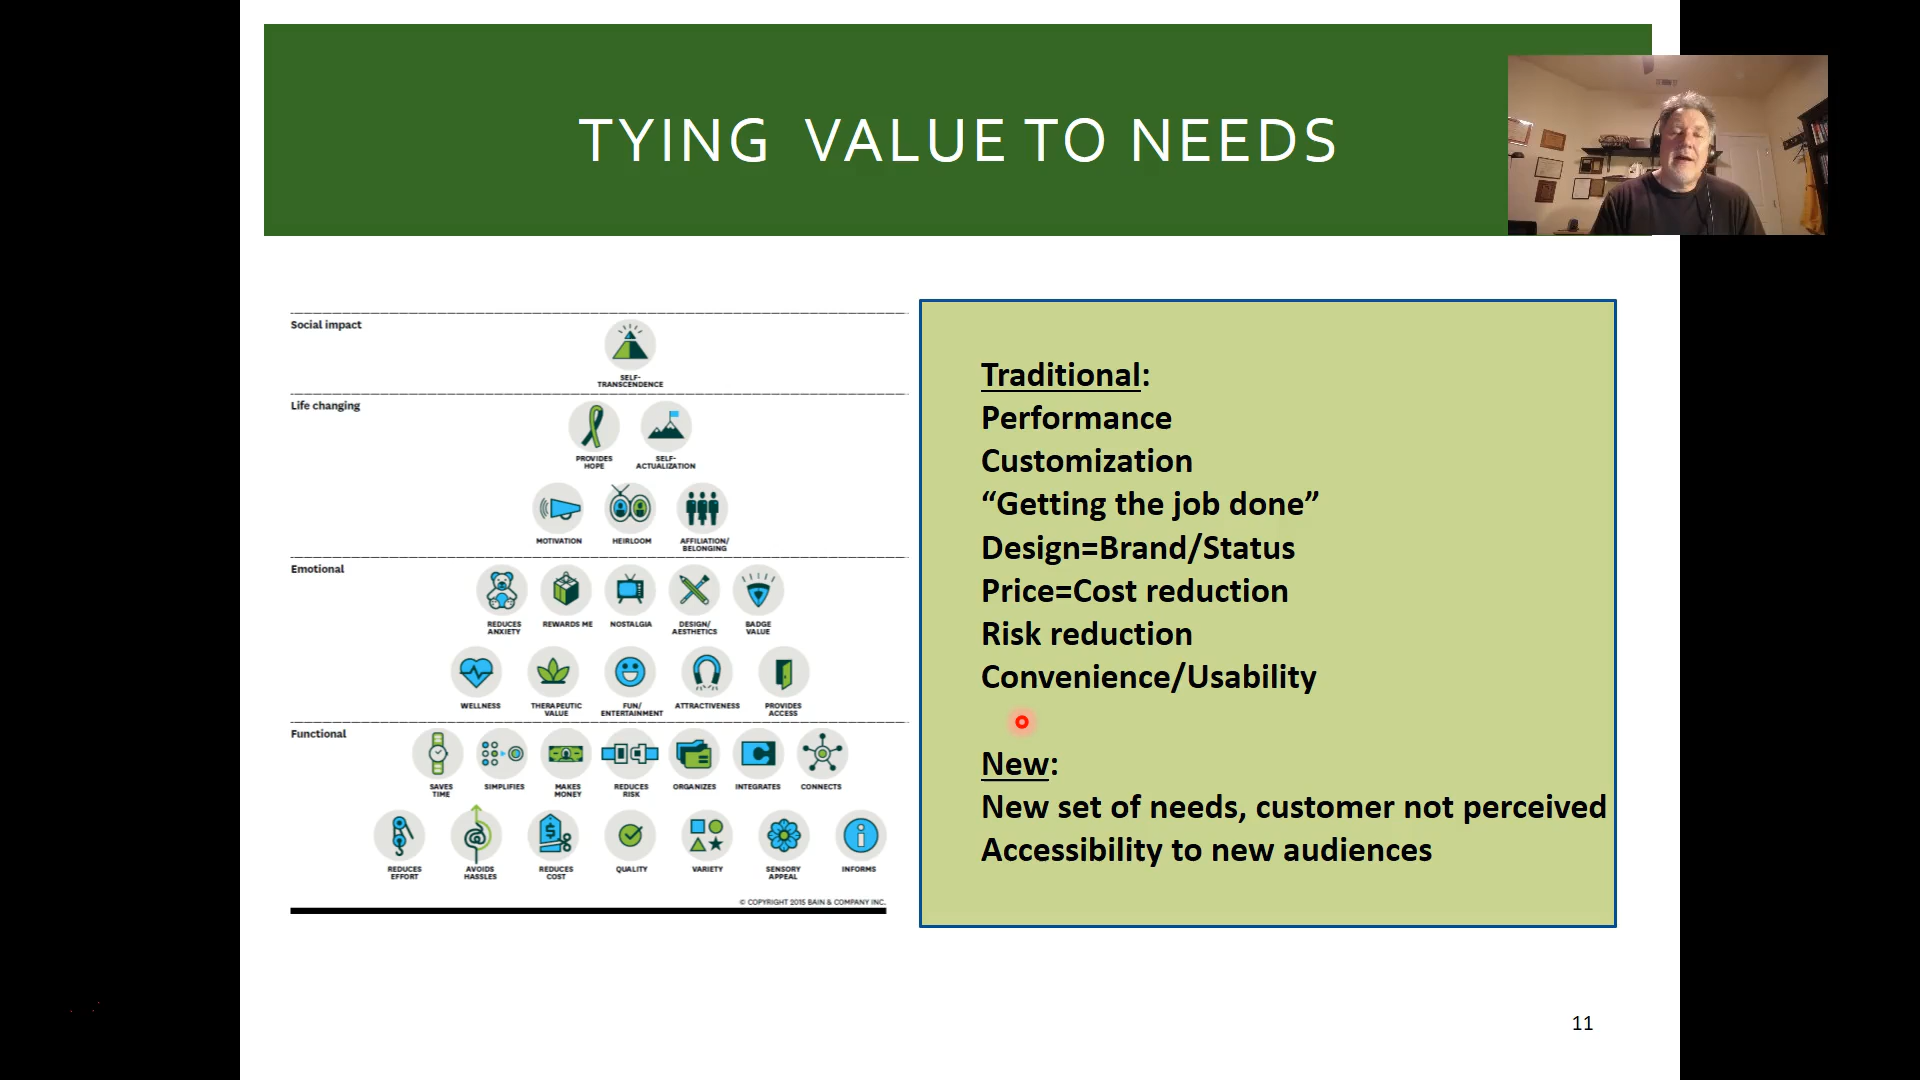 TYING VALUE TO NEEDS
Social impact
SELF-
TRANSCENDENCE
Life changing
PROVIDES
HOPE
SELF-
ACTUALIZATION
MOTIVATION
HEIRLOOM
AFFILIATION/
BELONGING
Emotional
REDUCES
ANXIETY
REWARDS ME
NOSTALGIA
DESIGN/
AESTHETICS
BADGE
VALUE
WELLNESS
THERAPEUTIC
VALUE
FUN/
ENTERTAINMENT
ATTRACTIVENESS
PROVIDES
ACCESS
Functional
SAVES
TIME
SIMPLIFIES
MAKES
MONEY
REDUCES
RISK
ORGANIZES
INTEGRATES
CONNECTS
REDUCES
EFFORT
AVOIDS
HASSLES
REDUCES
COST
QUALITY
VARIETY
SENSORY
APPEAL
INFORMS
© COPYRIGHT 2015 BAIN & COMPANY INC.
Traditional:
Performance
Customization
“Getting the job done”
Design=Brand/Status
Price=Cost reduction
Risk reduction
Convenience/Usability
New:
New set of needs, customer not perceived
Accessibility to new audiences
11